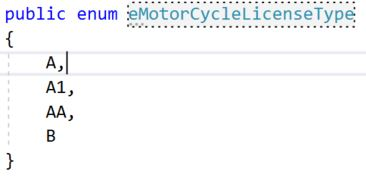 public enum eMotorCycleLicenseType
{
A,
A1,
AA,
B
}